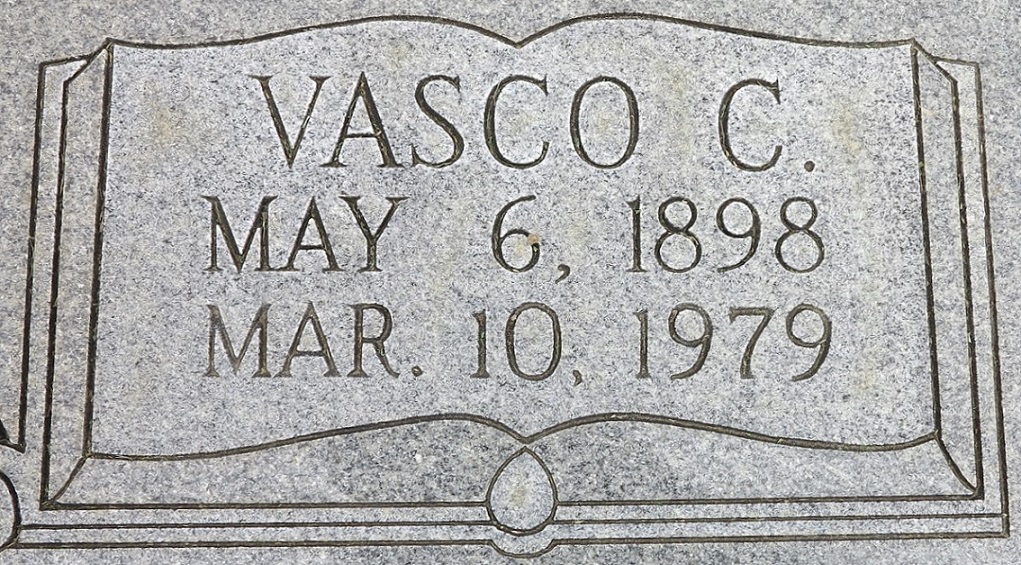 VASCO C.
MAY 6, 1898
MAR. 10, 1979